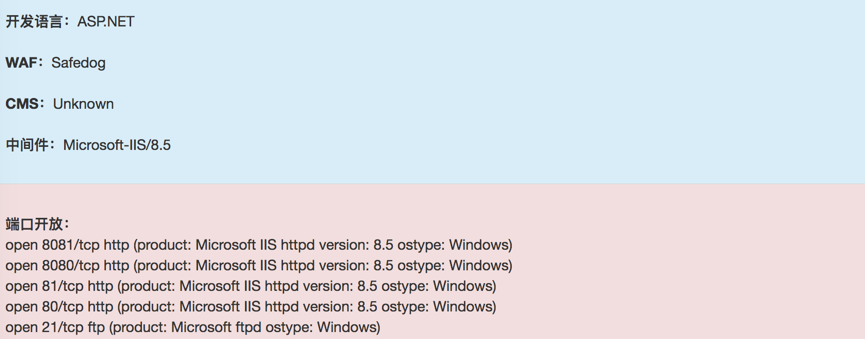 开发语言：ASP.NET
WAF：Safedog
CMS：Unknown
中间件：Microsoft-IIS/8.5
端口开放：
open 8081/tcp http (product: Microsoft IIS httpd version: 8.5 ostype: Windows)
open 8080/tcp http (product: Microsoft IIS httpd version: 8.5 ostype: Windows)
open 81/tcp http (product: Microsoft IIS httpd version: 8.5 ostype: Windows)
open 80/tcp http (product: Microsoft IIS httpd version: 8.5 ostype: Windows)
open 21/tcp ftp (product: Microsoft ftpd ostype: Windows)